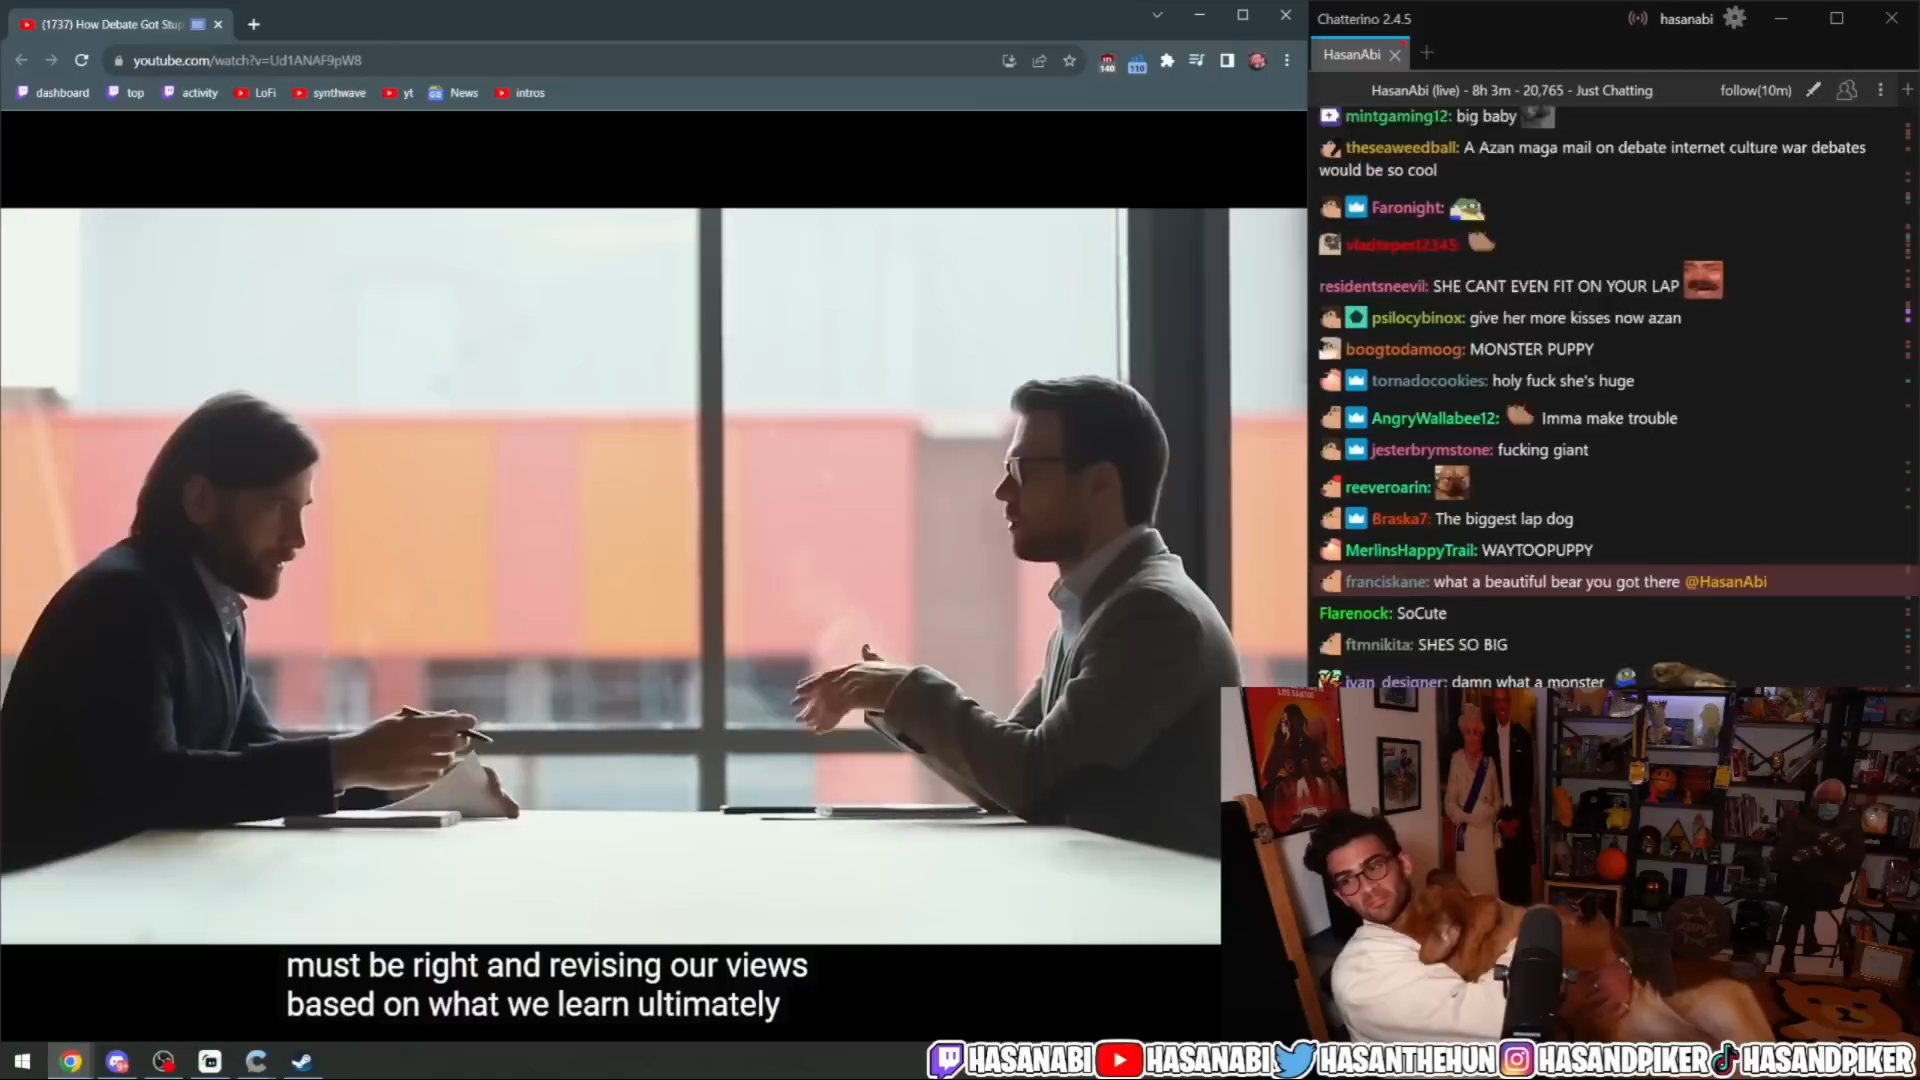 (1737) How Debate Got Stup
youtube.com/watch?v=Ud1ANAF9pW8
140
110
dashboard
top
activity
LoFi
synthwave
yt
News
intros
must be right and revising our views
based on what we learn ultimately
Chatterino 2.4.5
hasanabi
HasanAbi
HasanAbi (live) - 8h 3m - 20,765 - Just Chatting
follow(10m)
mintgaming12: big baby
theseaweedball: A Azan maga mail on debate internet culture war debates
would be so cool
Faronight:
vladtepes12345:
residentsneevil: SHE CANT EVEN FIT ON YOUR LAP
psilocybinox: give her more kisses now azan
boogtodamoog: MONSTER PUPPY
tornadocookies: holy fuck she's huge
AngryWallabee12: Imma make trouble
jesterbrymstone: fucking giant
reeveroarin:
Braska7: The biggest lap dog
MerlinsHappyTrail: WAYTOOPUPPY
franciskane: what a beautiful bear you got there @HasanAbi
Flarenock: SoCute
ftmnikita: SHES SO BIG
ivan_designer: damn what a monster
HASANABI
HASANABI
HASANTHEHUN
HASANDPIKER
HASANDPIKER